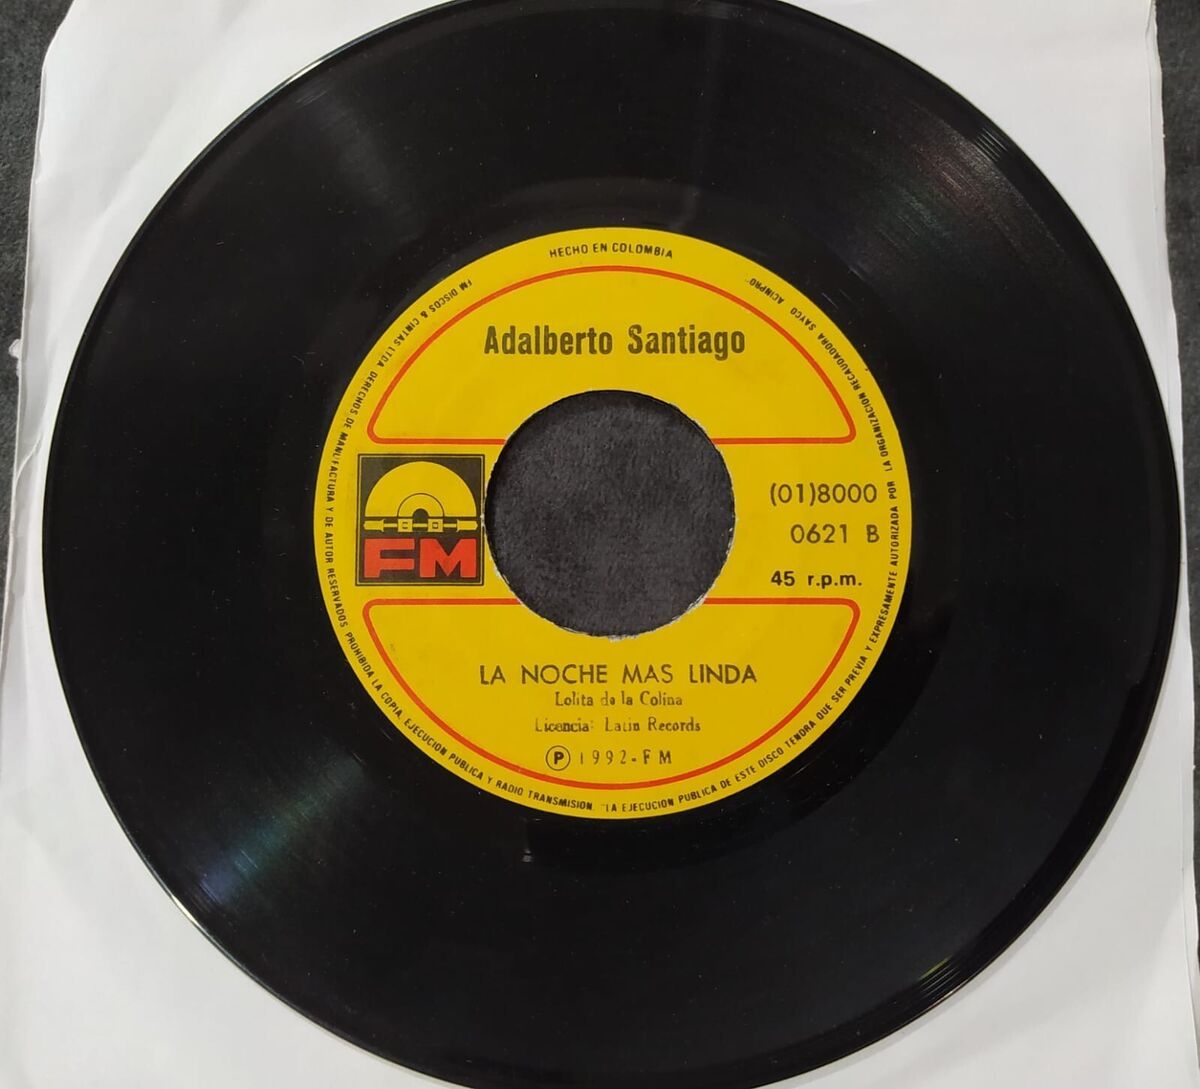 HECHO EN COLOMBIA
Adalberto Santiago
FM
(01)8000
0621 B
45 r.p.m.
LA NOCHE MAS LINDA
Lolita de la Colina
Licencia: Latin Records
Ⓟ 1992-FM
FM DISCOS & CINTAS LTDA DERECHOS DE MANUFACTURA Y DE AUTOR RESERVADOS PROHIBIDA LA COPIA, EJECUCION PUBLICA Y RADIO TRANSMISION. "LA EJECUCION PUBLICA DE ESTE DISCO TENDRA QUE SER PREVIA Y EXPRESAMENTE AUTORIZADA POR LA ORGANIZACION RECAUDADORA SAYCO ACINPRO"